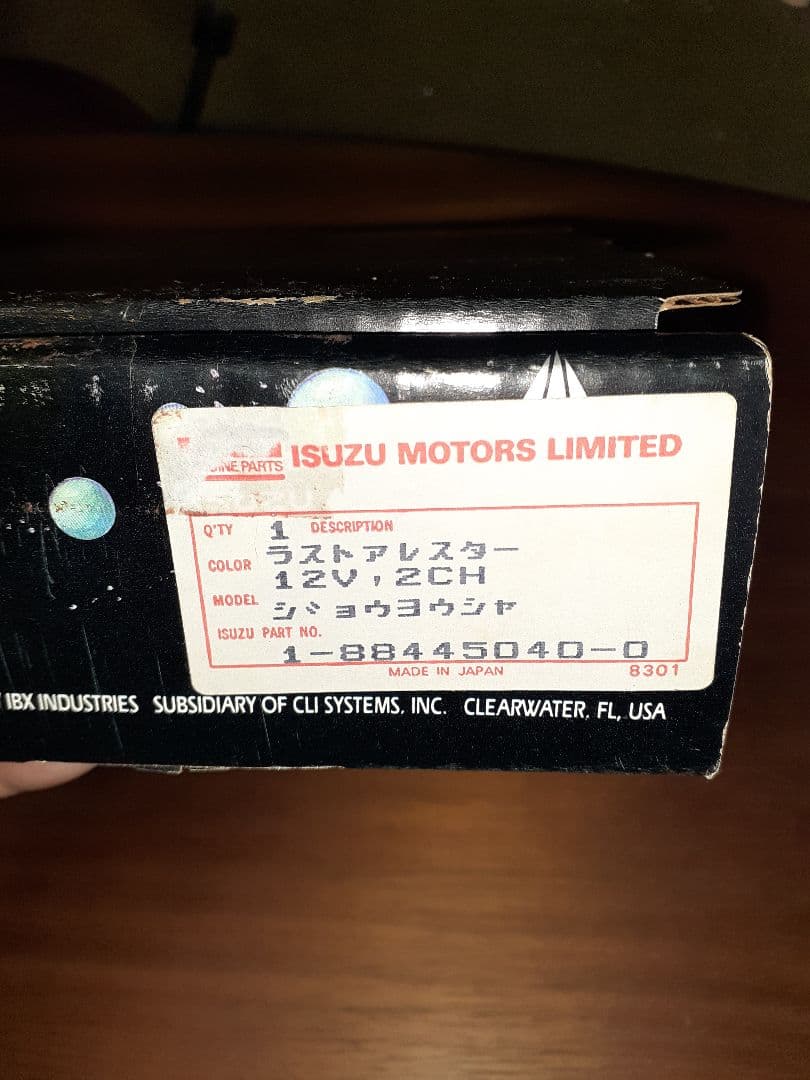 PARTS
ISUZU MOTORS LIMITED
Q'TY 1 DESCRIPTION
ラストアレスター
COLOR
12V,2CH
MODEL
シ゛ョウヨウシャ
ISUZU PART NO.
1-88445040-0
MADE IN JAPAN 8301
IBX INDUSTRIES SUBSIDIARY OF CLI SYSTEMS, INC. CLEARWATER, FL, USA